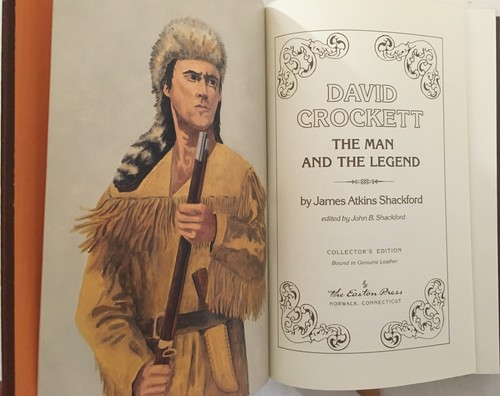 DAVID
CROCKETT
THE MAN
AND THE LEGEND
by James Atkins Shackford
edited by John B. Shackford
COLLECTOR'S EDITION
Bound in Genuine Leather
The Easton Press
NORWALK, CONNECTICUT